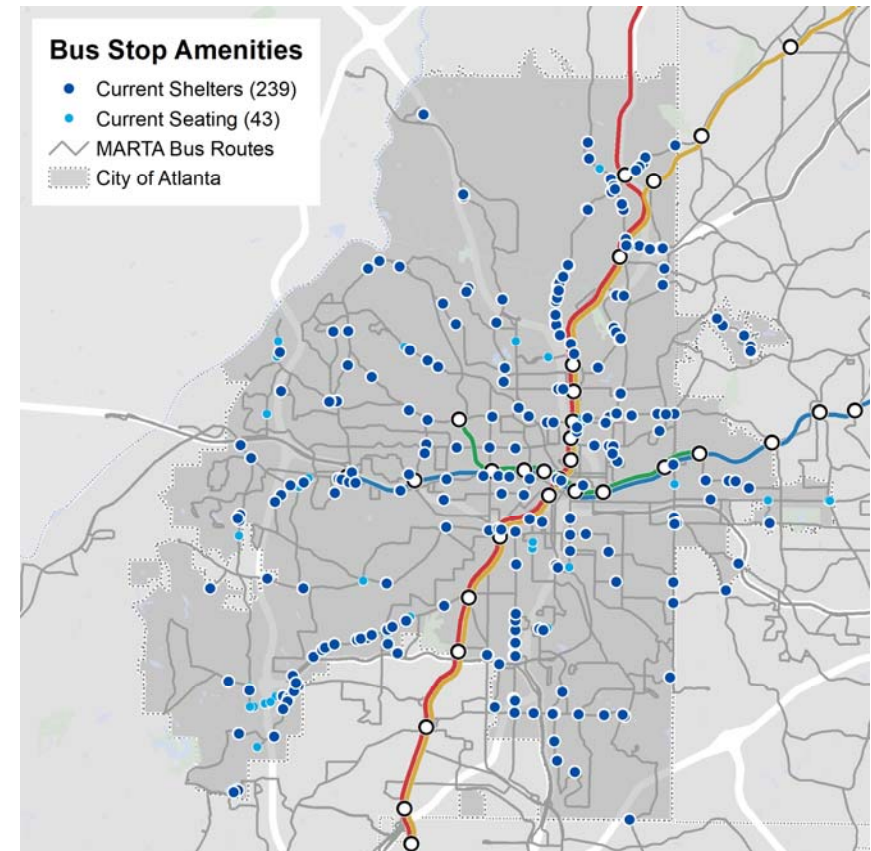 Bus Stop Amenities
Current Shelters (239)
Current Seating (43)
MARTA Bus Routes
City of Atlanta